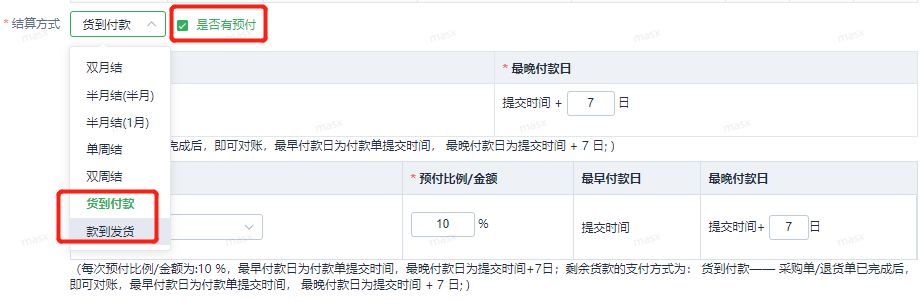 * 结算方式 货到付款 是否有预付
双月结
* 最晚付款日
半月结(半月)
提交时间 + 7 日
半月结(1月)
单周结
完成后，即可对账，最早付款日为付款单提交时间， 最晚付款日为提交时间 + 7 日; )
双周结
* 预付比例/金额 最早付款日 最晚付款日
货到付款
10 % 提交时间 提交时间+ 7 日
款到发货
（每次预付比例/金额为:10 %，最早付款日为付款单提交时间，最晚付款日为提交时间+7日；剩余货款的支付方式为： 货到付款—— 采购单/退货单已完成后，
即可对账，最早付款日为付款单提交时间， 最晚付款日为提交时间 + 7 日; )
masx